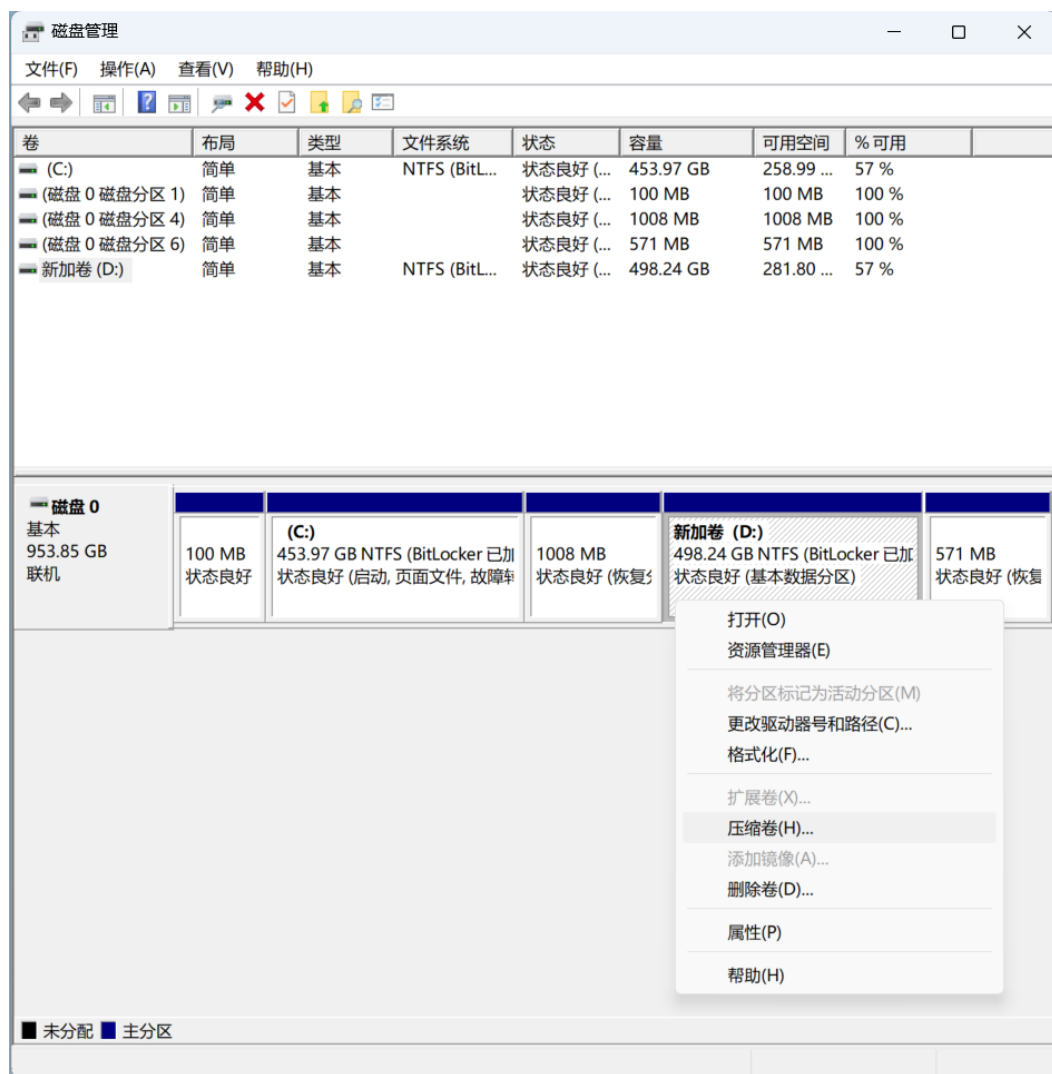 磁盘管理
文件(F) 操作(A) 查看(V) 帮助(H)
卷 布局 类型 文件系统 状态 容量 可用空间 % 可用
(C:) 简单 基本 NTFS (BitL... 状态良好 (... 453.97 GB 258.99 ... 57 %
(磁盘 0 磁盘分区 1) 简单 基本 状态良好 (... 100 MB 100 MB 100 %
(磁盘 0 磁盘分区 4) 简单 基本 状态良好 (... 1008 MB 1008 MB 100 %
(磁盘 0 磁盘分区 6) 简单 基本 状态良好 (... 571 MB 571 MB 100 %
新加卷 (D:) 简单 基本 NTFS (BitL... 状态良好 (... 498.24 GB 281.80 ... 57 %
磁盘 0
基本
953.85 GB
联机
100 MB
状态良好
(C:)
453.97 GB NTFS (BitLocker 已加
状态良好 (启动, 页面文件, 故障转
1008 MB
状态良好 (恢复
新加卷 (D:)
498.24 GB NTFS (BitLocker 已加
状态良好 (基本数据分区)
571 MB
状态良好 (恢复
打开(O)
资源管理器(E)
将分区标记为活动分区(M)
更改驱动器号和路径(C)...
格式化(F)...
扩展卷(X)...
压缩卷(H)...
添加镜像(A)...
删除卷(D)...
属性(P)
帮助(H)
未分配 主分区